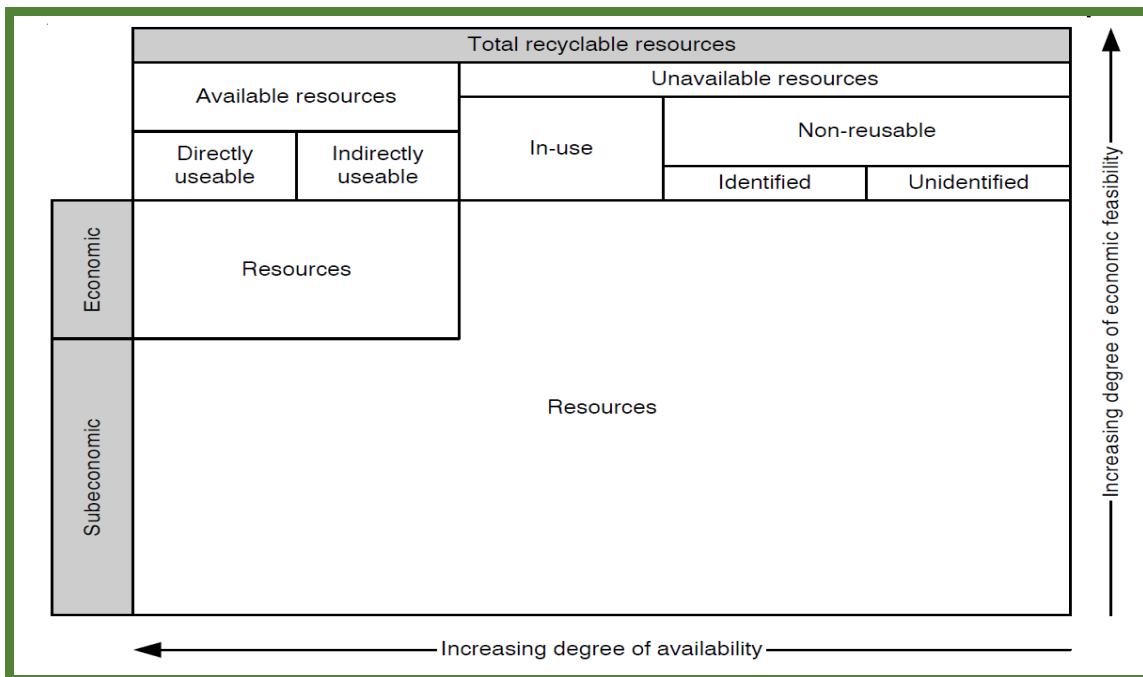 Total recyclable resources
Available resources
Unavailable resources
Directly
useable
Indirectly
useable
In-use
Non-reusable
Identified
Unidentified
Economic
Resources
Subeconomic
Resources
Increasing degree of economic feasibility
Increasing degree of availability